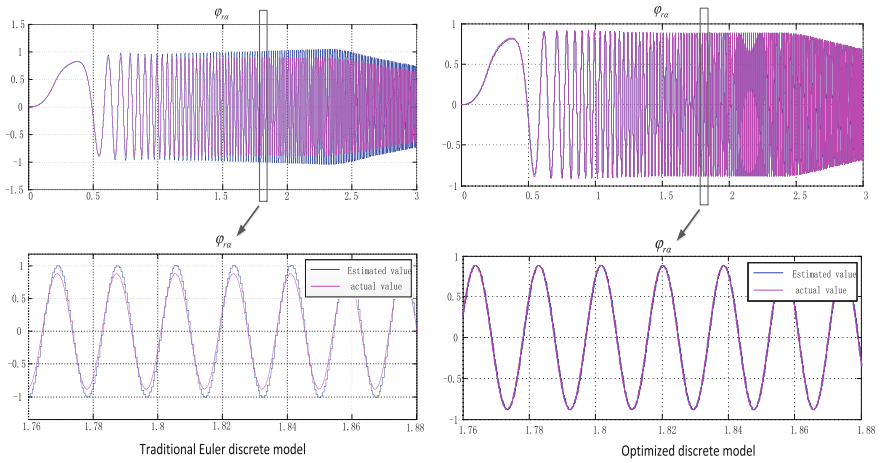 φrα
1.5
1
0.5
0
-0.5
-1
-1.5
0 0.5 1 1.5 2 2.5 3
φrα
1
0.5
0
-0.5
-1
0 0.5 1 1.5 2 2.5 3
φrα
1
0.5
0
-0.5
-1
1.76 1.78 1.8 1.82 1.84 1.86 1.88
Estimated value
actual value
Traditional Euler discrete model
φrα
1
0.5
0
-0.5
-1
1.76 1.78 1.8 1.82 1.84 1.86 1.88
Estimated value
actual value
Optimized discrete model